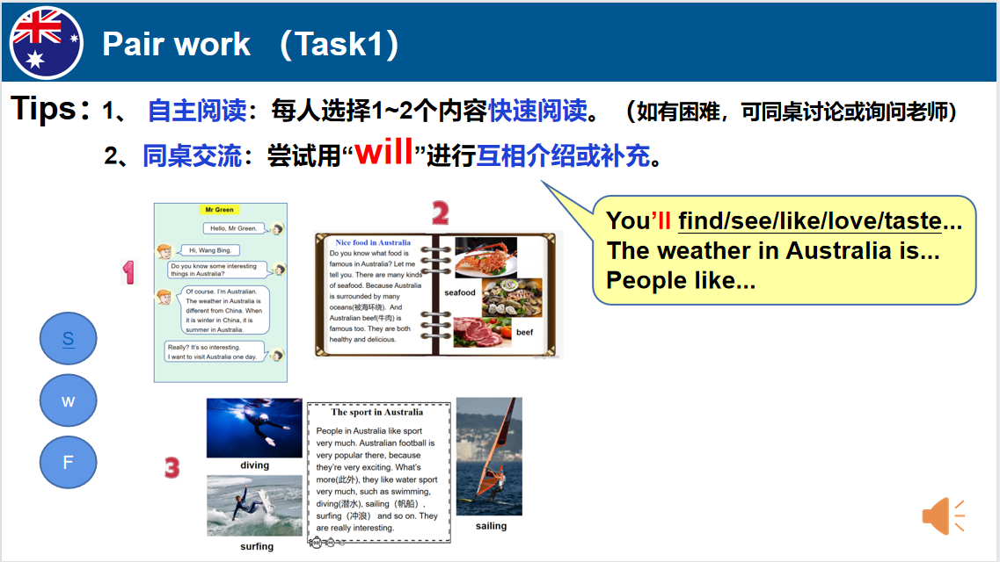 Pair work （Task1）
Tips：1、 自主阅读：每人选择1~2个内容快速阅读。（如有困难，可同桌讨论或询问老师）
2、同桌交流：尝试用“will”进行互相介绍或补充。
You’ll find/see/like/love/taste...
The weather in Australia is...
People like...
1
Mr Green
Hello, Mr Green.
Hi, Wang Bing.
Do you know some interesting
things in Australia?
Of course. I'm Australian.
The weather in Australia is
different from China. When
it is winter in China, it is
summer in Australia.
Really? It's so interesting.
I want to visit Australia one day.
2
Nice food in Australia
Do you know what food is
famous in Australia? Let me
tell you. There are many kinds
of seafood. Because Australia
is surrounded by many
oceans(被海环绕). And
Australian beef(牛肉) is
famous too. They are both
healthy and delicious.
seafood
beef
S
w
F
3
diving
surfing
The sport in Australia
People in Australia like sport
very much. Australian football is
very popular there, because
they're very exciting. What's
more(此外), they like water sport
very much, such as swimming,
diving(潜水), sailing（帆船）,
surfing（冲浪） and so on. They
are really interesting.
sailing